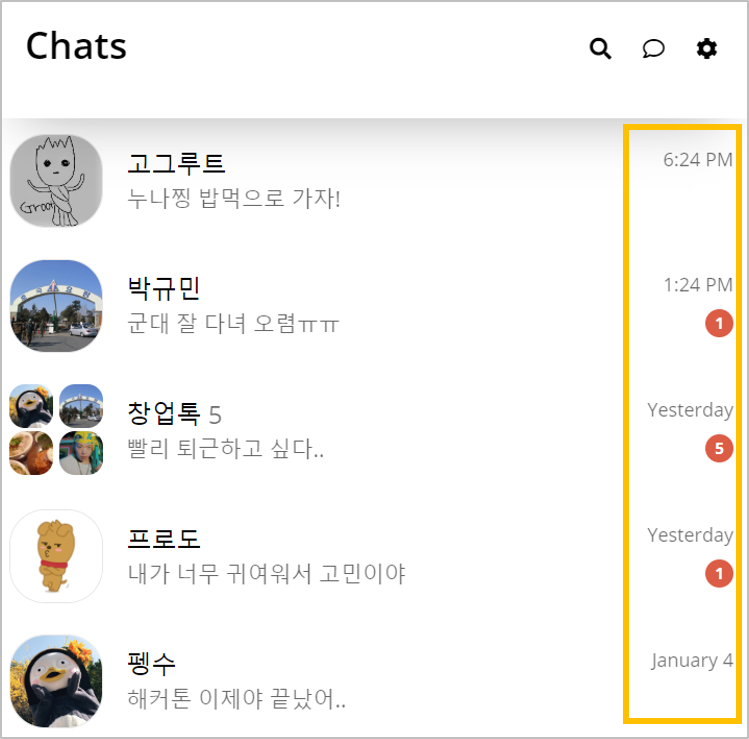 Chats
고그루트
6:24 PM
누나찡 밥먹으로 가자!
Groot
박규민
1:24 PM
군대 잘 다녀 오렴ㅠㅠ
1
창업톡 5
Yesterday
빨리 퇴근하고 싶다..
5
프로도
Yesterday
내가 너무 귀여워서 고민이야
1
펭수
January 4
해커톤 이제야 끝났어..